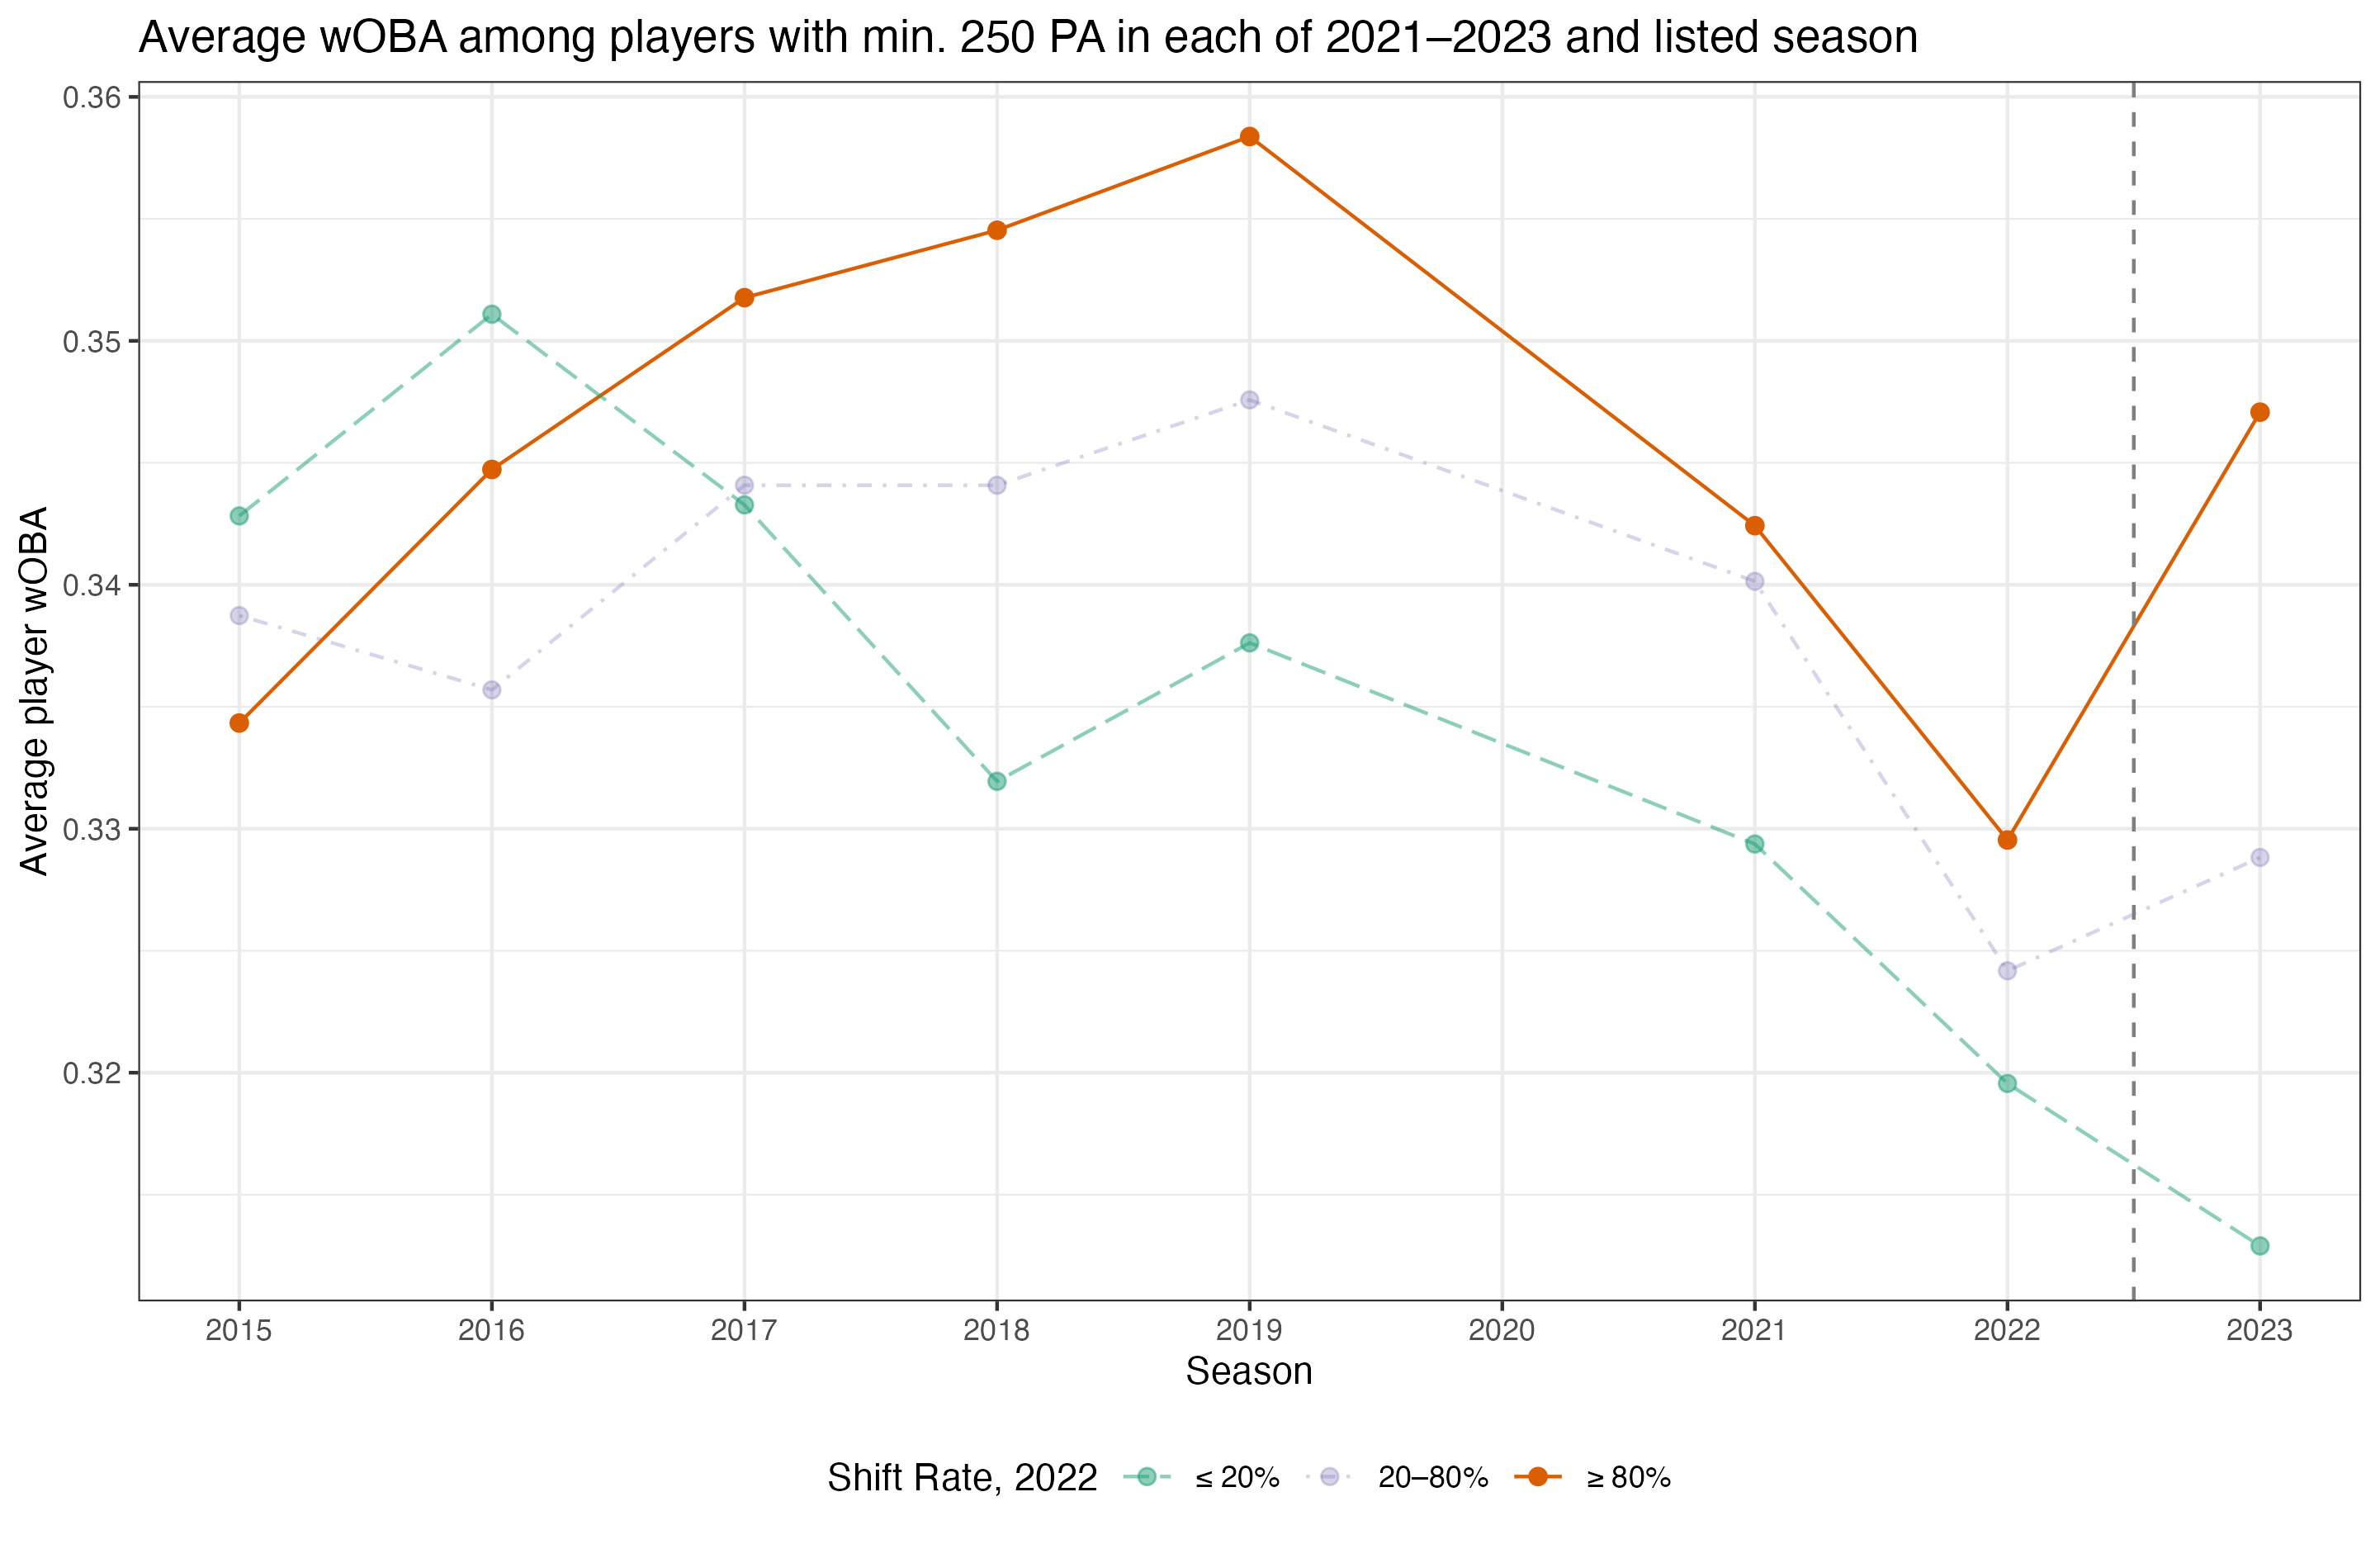 Average wOBA among players with min. 250 PA in each of 2021–2023 and listed season
Average player wOBA
0.36
0.35
0.34
0.33
0.32
2015 2016 2017 2018 2019 2020 2021 2022 2023
Season
Shift Rate, 2022 ≤ 20% 20–80% ≥ 80%